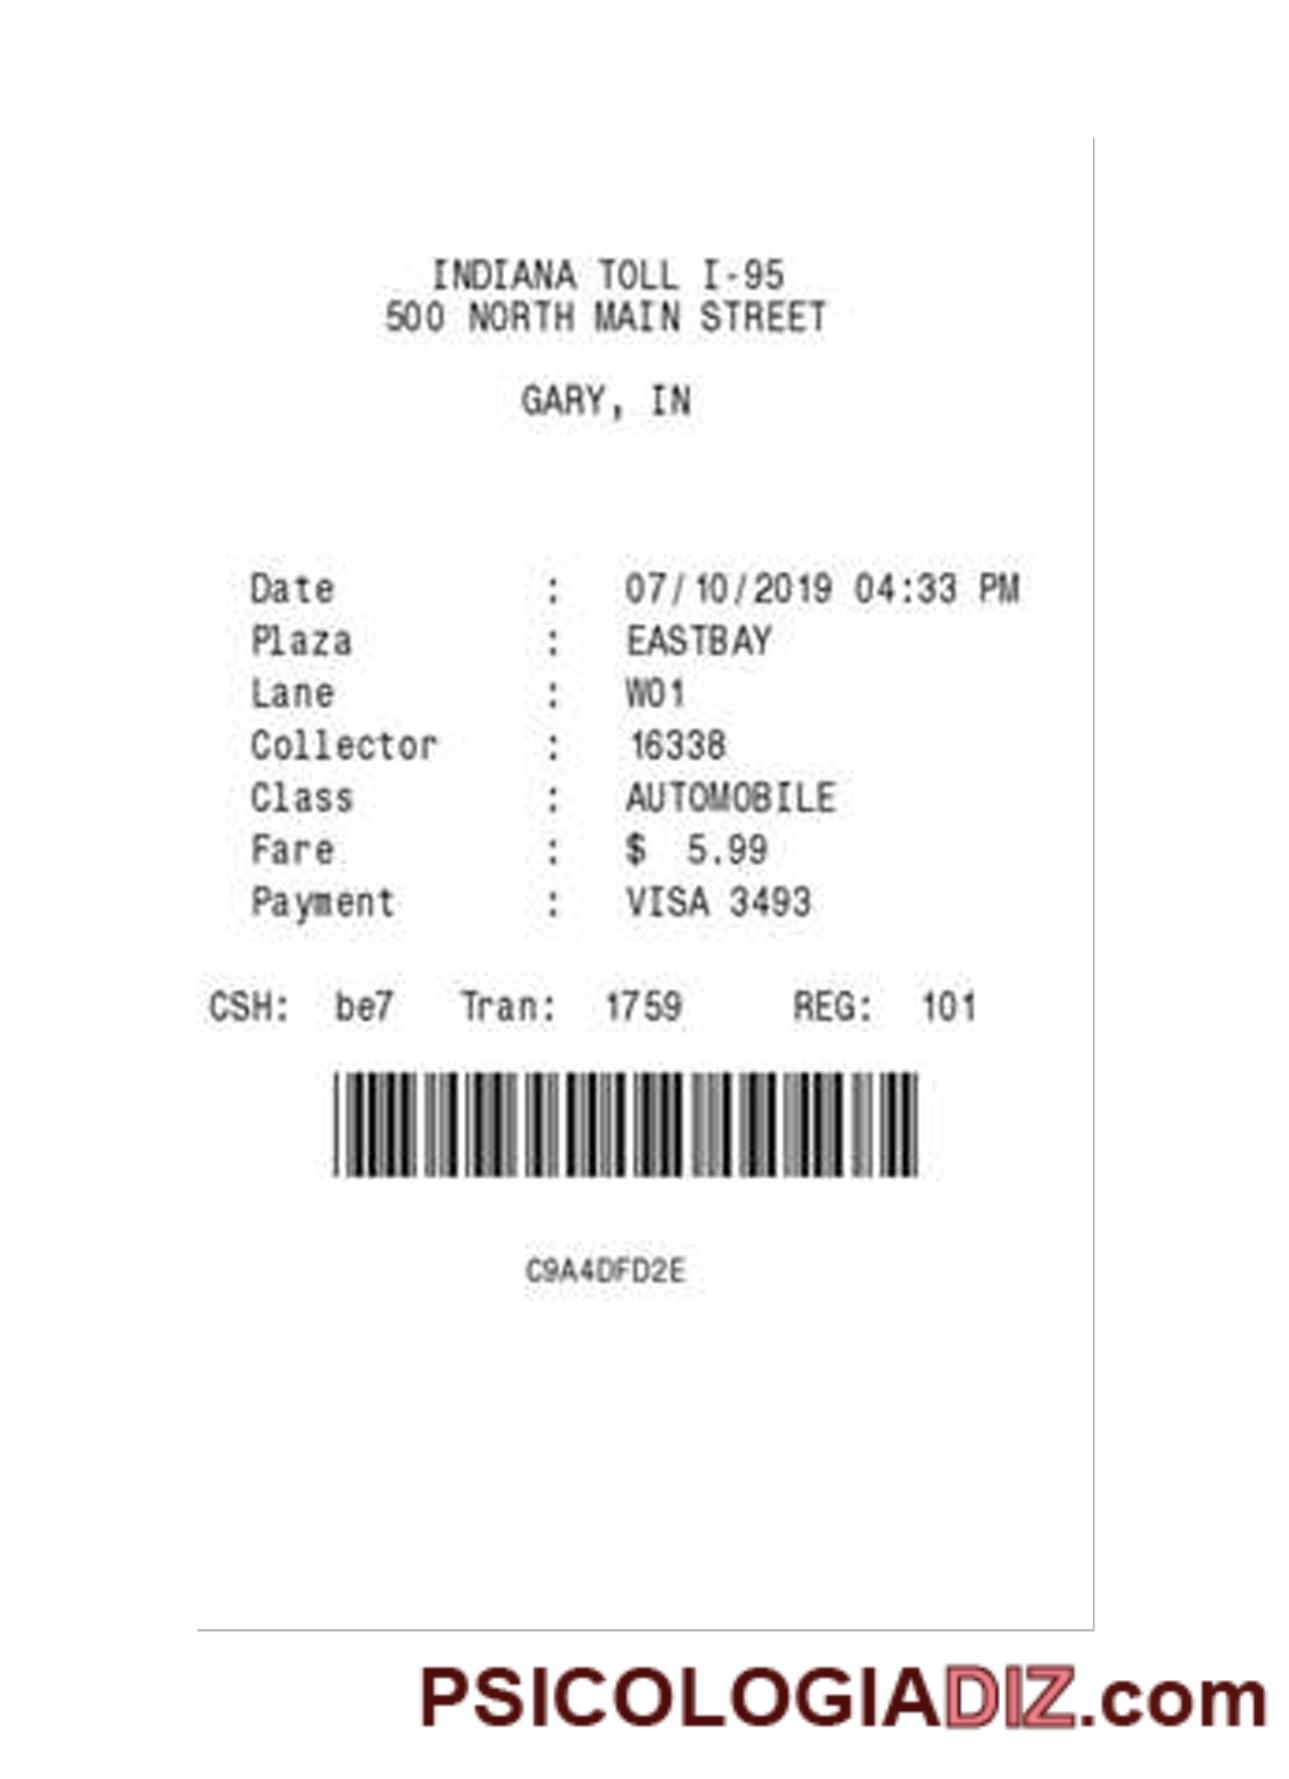 INDIANA TOLL I-95
500 NORTH MAIN STREET
GARY, IN
Date : 07/10/2019 04:33 PM
Plaza : EASTBAY
Lane : W01
Collector : 16338
Class : AUTOMOBILE
Fare : $ 5.99
Payment : VISA 3493
CSH: be7 Tran: 1759 REG: 101
C9A4DFD2E
PSICOLOGIADIZ.com